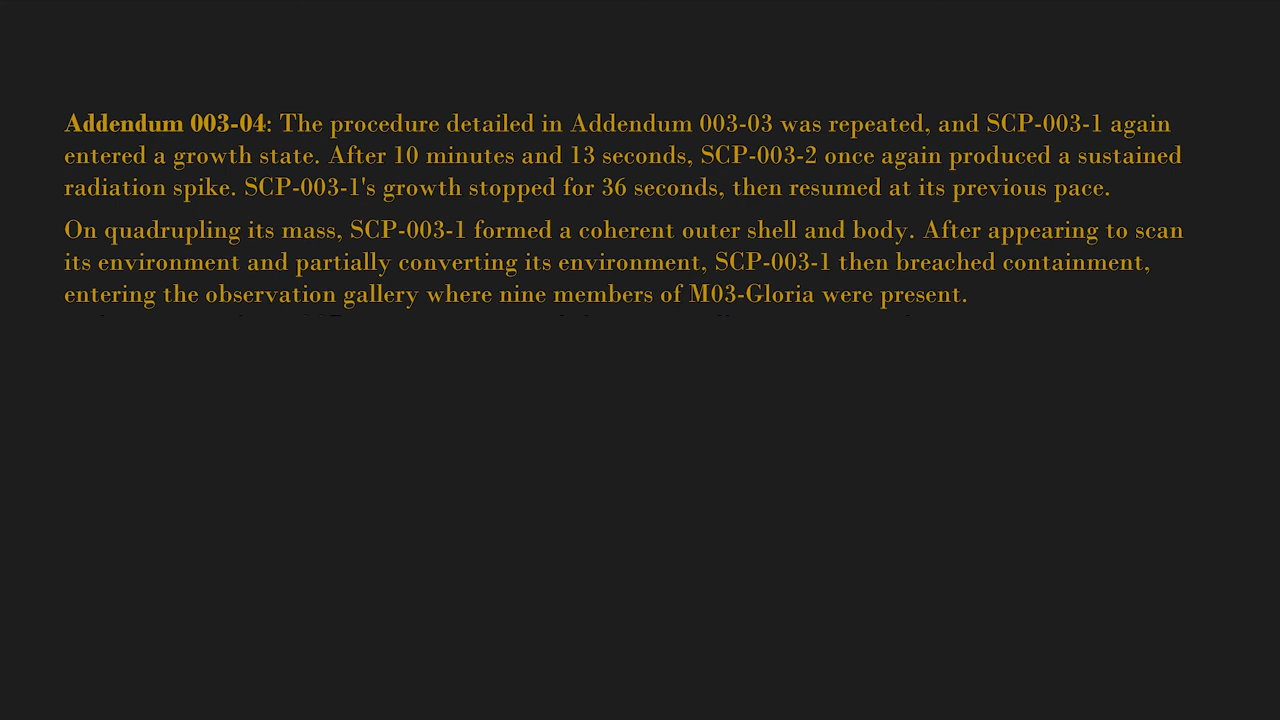 Addendum 003-04: The procedure detailed in Addendum 003-03 was repeated, and SCP-003-1 again
entered a growth state. After 10 minutes and 13 seconds, SCP-003-2 once again produced a sustained
radiation spike. SCP-003-1's growth stopped for 36 seconds, then resumed at its previous pace.
On quadrupling its mass, SCP-003-1 formed a coherent outer shell and body. After appearing to scan
its environment and partially converting its environment, SCP-003-1 then breached containment,
entering the observation gallery where nine members of M03-Gloria were present.